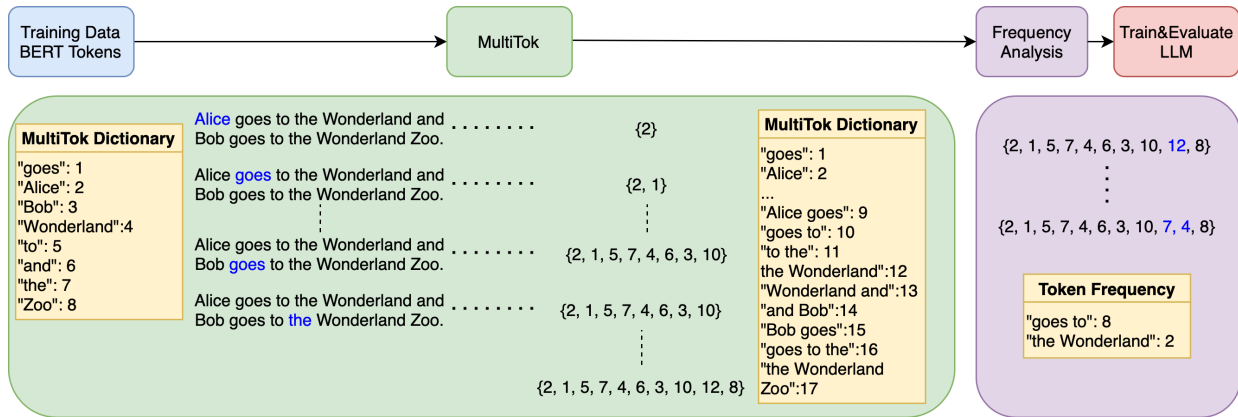 Training Data
BERT Tokens
MultiTok
Frequency
Analysis
Train&Evaluate
LLM
MultiTok Dictionary
"goes": 1
"Alice": 2
"Bob": 3
"Wonderland":4
"to": 5
"and": 6
"the": 7
"Zoo": 8
Alice goes to the Wonderland and
Bob goes to the Wonderland Zoo.
{2}
Alice goes to the Wonderland and
Bob goes to the Wonderland Zoo.
{2, 1}
Alice goes to the Wonderland and
Bob goes to the Wonderland Zoo.
{2, 1, 5, 7, 4, 6, 3, 10}
Alice goes to the Wonderland and
Bob goes to the Wonderland Zoo.
{2, 1, 5, 7, 4, 6, 3, 10}
{2, 1, 5, 7, 4, 6, 3, 10, 12, 8}
MultiTok Dictionary
"goes": 1
"Alice": 2
...
"Alice goes": 9
"goes to": 10
"to the": 11
the Wonderland":12
"Wonderland and":13
"and Bob":14
"Bob goes":15
"goes to the":16
"the Wonderland
Zoo":17
{2, 1, 5, 7, 4, 6, 3, 10, 12, 8}
{2, 1, 5, 7, 4, 6, 3, 10, 7, 4, 8}
Token Frequency
"goes to": 8
"the Wonderland": 2